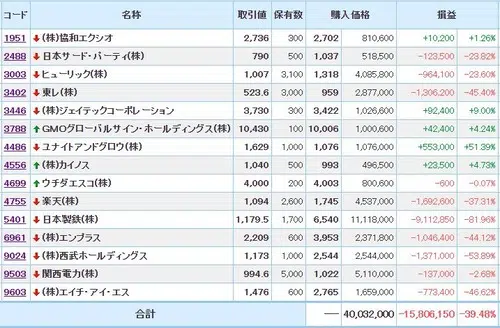 コード 名称 取引値 保有数 購入価格 損益
1951 ↓ (株)協和エクシオ 2,736 300 2,702 810,600 +10,200 +1.26%
2488 ↓ 日本サード・パーティ(株) 790 500 1,037 518,500 -123,500 -23.82%
3003 ↓ ヒューリック(株) 1,007 3,100 1,318 4,085,800 -964,100 -23.60%
3402 ↓ 東レ(株) 523.6 3,000 959 2,877,000 -1,306,200 -45.40%
3446 ↓ (株)ジェイテックコーポレーション 3,730 300 3,422 1,026,600 +92,400 +9.00%
3788 ↑ GMOグローバルサイン・ホールディングス(株) 10,430 100 10,006 1,000,600 +42,400 +4.24%
4486 ↓ ユナイトアンドグロウ(株) 1,629 1,000 1,076 1,076,000 +553,000 +51.39%
4556 ↑ (株)カイノス 1,040 500 993 496,500 +23,500 +4.73%
4699 ↑ ウチダエスコ(株) 4,000 200 4,003 800,600 -600 -0.07%
4755 ↓ 楽天(株) 1,094 2,600 1,745 4,537,000 -1,692,600 -37.31%
5401 ↓ 日本製鉄(株) 1,179.5 1,700 6,540 11,118,000 -9,112,850 -81.96%
6961 ↓ (株)エンプラス 2,209 600 3,953 2,371,800 -1,046,400 -44.12%
9024 ↓ (株)西武ホールディングス 1,173 1,000 2,544 2,544,000 -1,371,000 -53.89%
9503 ↓ 関西電力(株) 994.6 5,000 1,022 5,110,000 -137,000 -2.68%
9603 ↓ (株)エイチ・アイ・エス 1,476 600 2,765 1,659,000 -773,400 -46.62%
合計 ── 40,032,000 -15,806,150 -39.48%